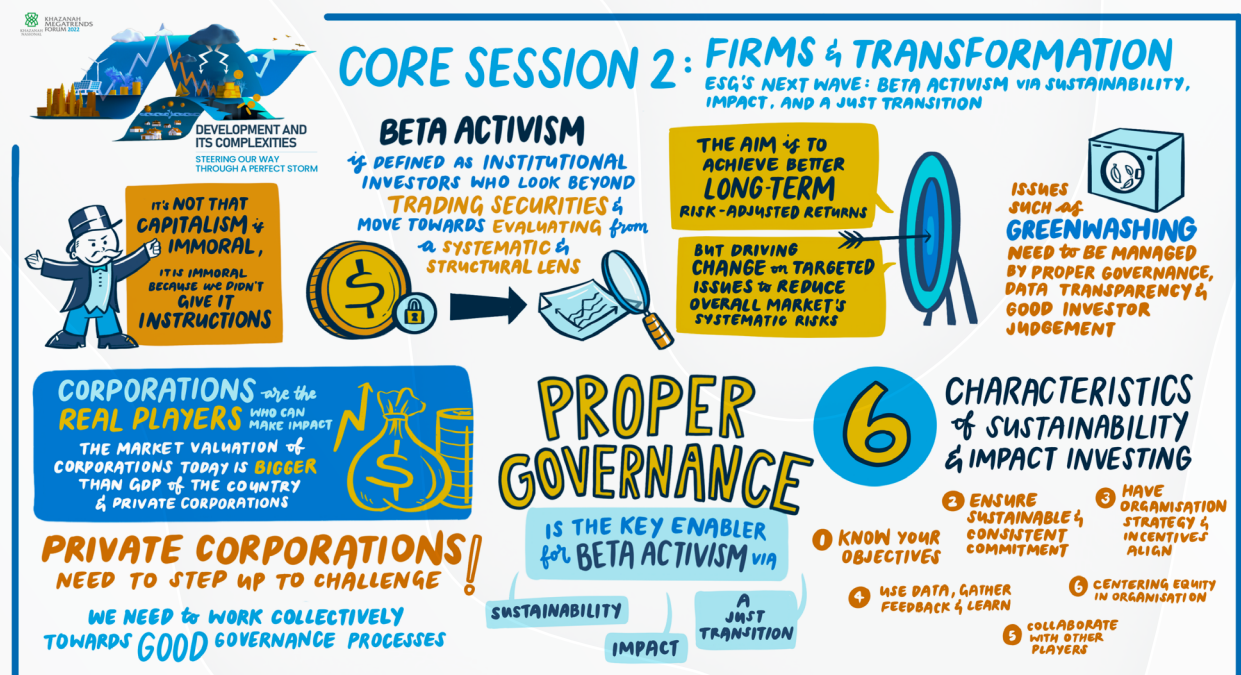 KHAZANAH
MEGATRENDS
FORUM 2022
KHAZANAH
NASIONAL
DEVELOPMENT AND
ITS COMPLEXITIES
STEERING OUR WAY
THROUGH A PERFECT STORM
CORE SESSION 2:
FIRMS & TRANSFORMATION
ESG'S NEXT WAVE: BETA ACTIVISM VIA SUSTAINABILITY,
IMPACT, AND A JUST TRANSITION
IT'S NOT THAT
CAPITALISM is
IMMORAL,
IT IS IMMORAL
BECAUSE WE DIDN'T
GIVE IT
INSTRUCTIONS
BETA ACTIVISM
is DEFINED AS INSTITUTIONAL
INVESTORS WHO LOOK BEYOND
TRADING SECURITIES &
MOVE TOWARDS EVALUATING from
a SYSTEMATIC &
STRUCTURAL LENS
THE AIM is TO
ACHIEVE BETTER
LONG-TERM
RISK-ADJUSTED RETURNS
BUT DRIVING
CHANGE on TARGETED
ISSUES to REDUCE
OVERALL MARKET'S
SYSTEMATIC RISKS
ISSUES
SUCH as
GREENWASHING
NEED to BE MANAGED
BY PROPER GOVERNANCE,
DATA TRANSPARENCY &
GOOD INVESTOR
JUDGEMENT
CORPORATIONS are the
REAL PLAYERS WHO CAN
MAKE IMPACT
THE MARKET VALUATION of
CORPORATIONS TODAY IS BIGGER
THAN GDP of THE COUNTRY
& PRIVATE CORPORATIONS
PRIVATE CORPORATIONS
NEED TO STEP UP TO CHALLENGE!
WE NEED to WORK COLLECTIVELY
TOWARDS GOOD GOVERNANCE PROCESSES
PROPER
GOVERNANCE
IS THE KEY ENABLER
for BETA ACTIVISM VIA
SUSTAINABILITY
IMPACT
A
JUST
TRANSITION
6
CHARACTERISTICS
of SUSTAINABILITY
& IMPACT INVESTING
1 KNOW YOUR
OBJECTIVES
2 ENSURE
SUSTAINABLE &
CONSISTENT
COMMITMENT
3 HAVE
ORGANISATION
STRATEGY &
INCENTIVES
ALIGN
4 USE DATA, GATHER
FEEDBACK & LEARN
6 CENTERING EQUITY
IN ORGANISATION
5 COLLABORATE
WITH OTHER
PLAYERS